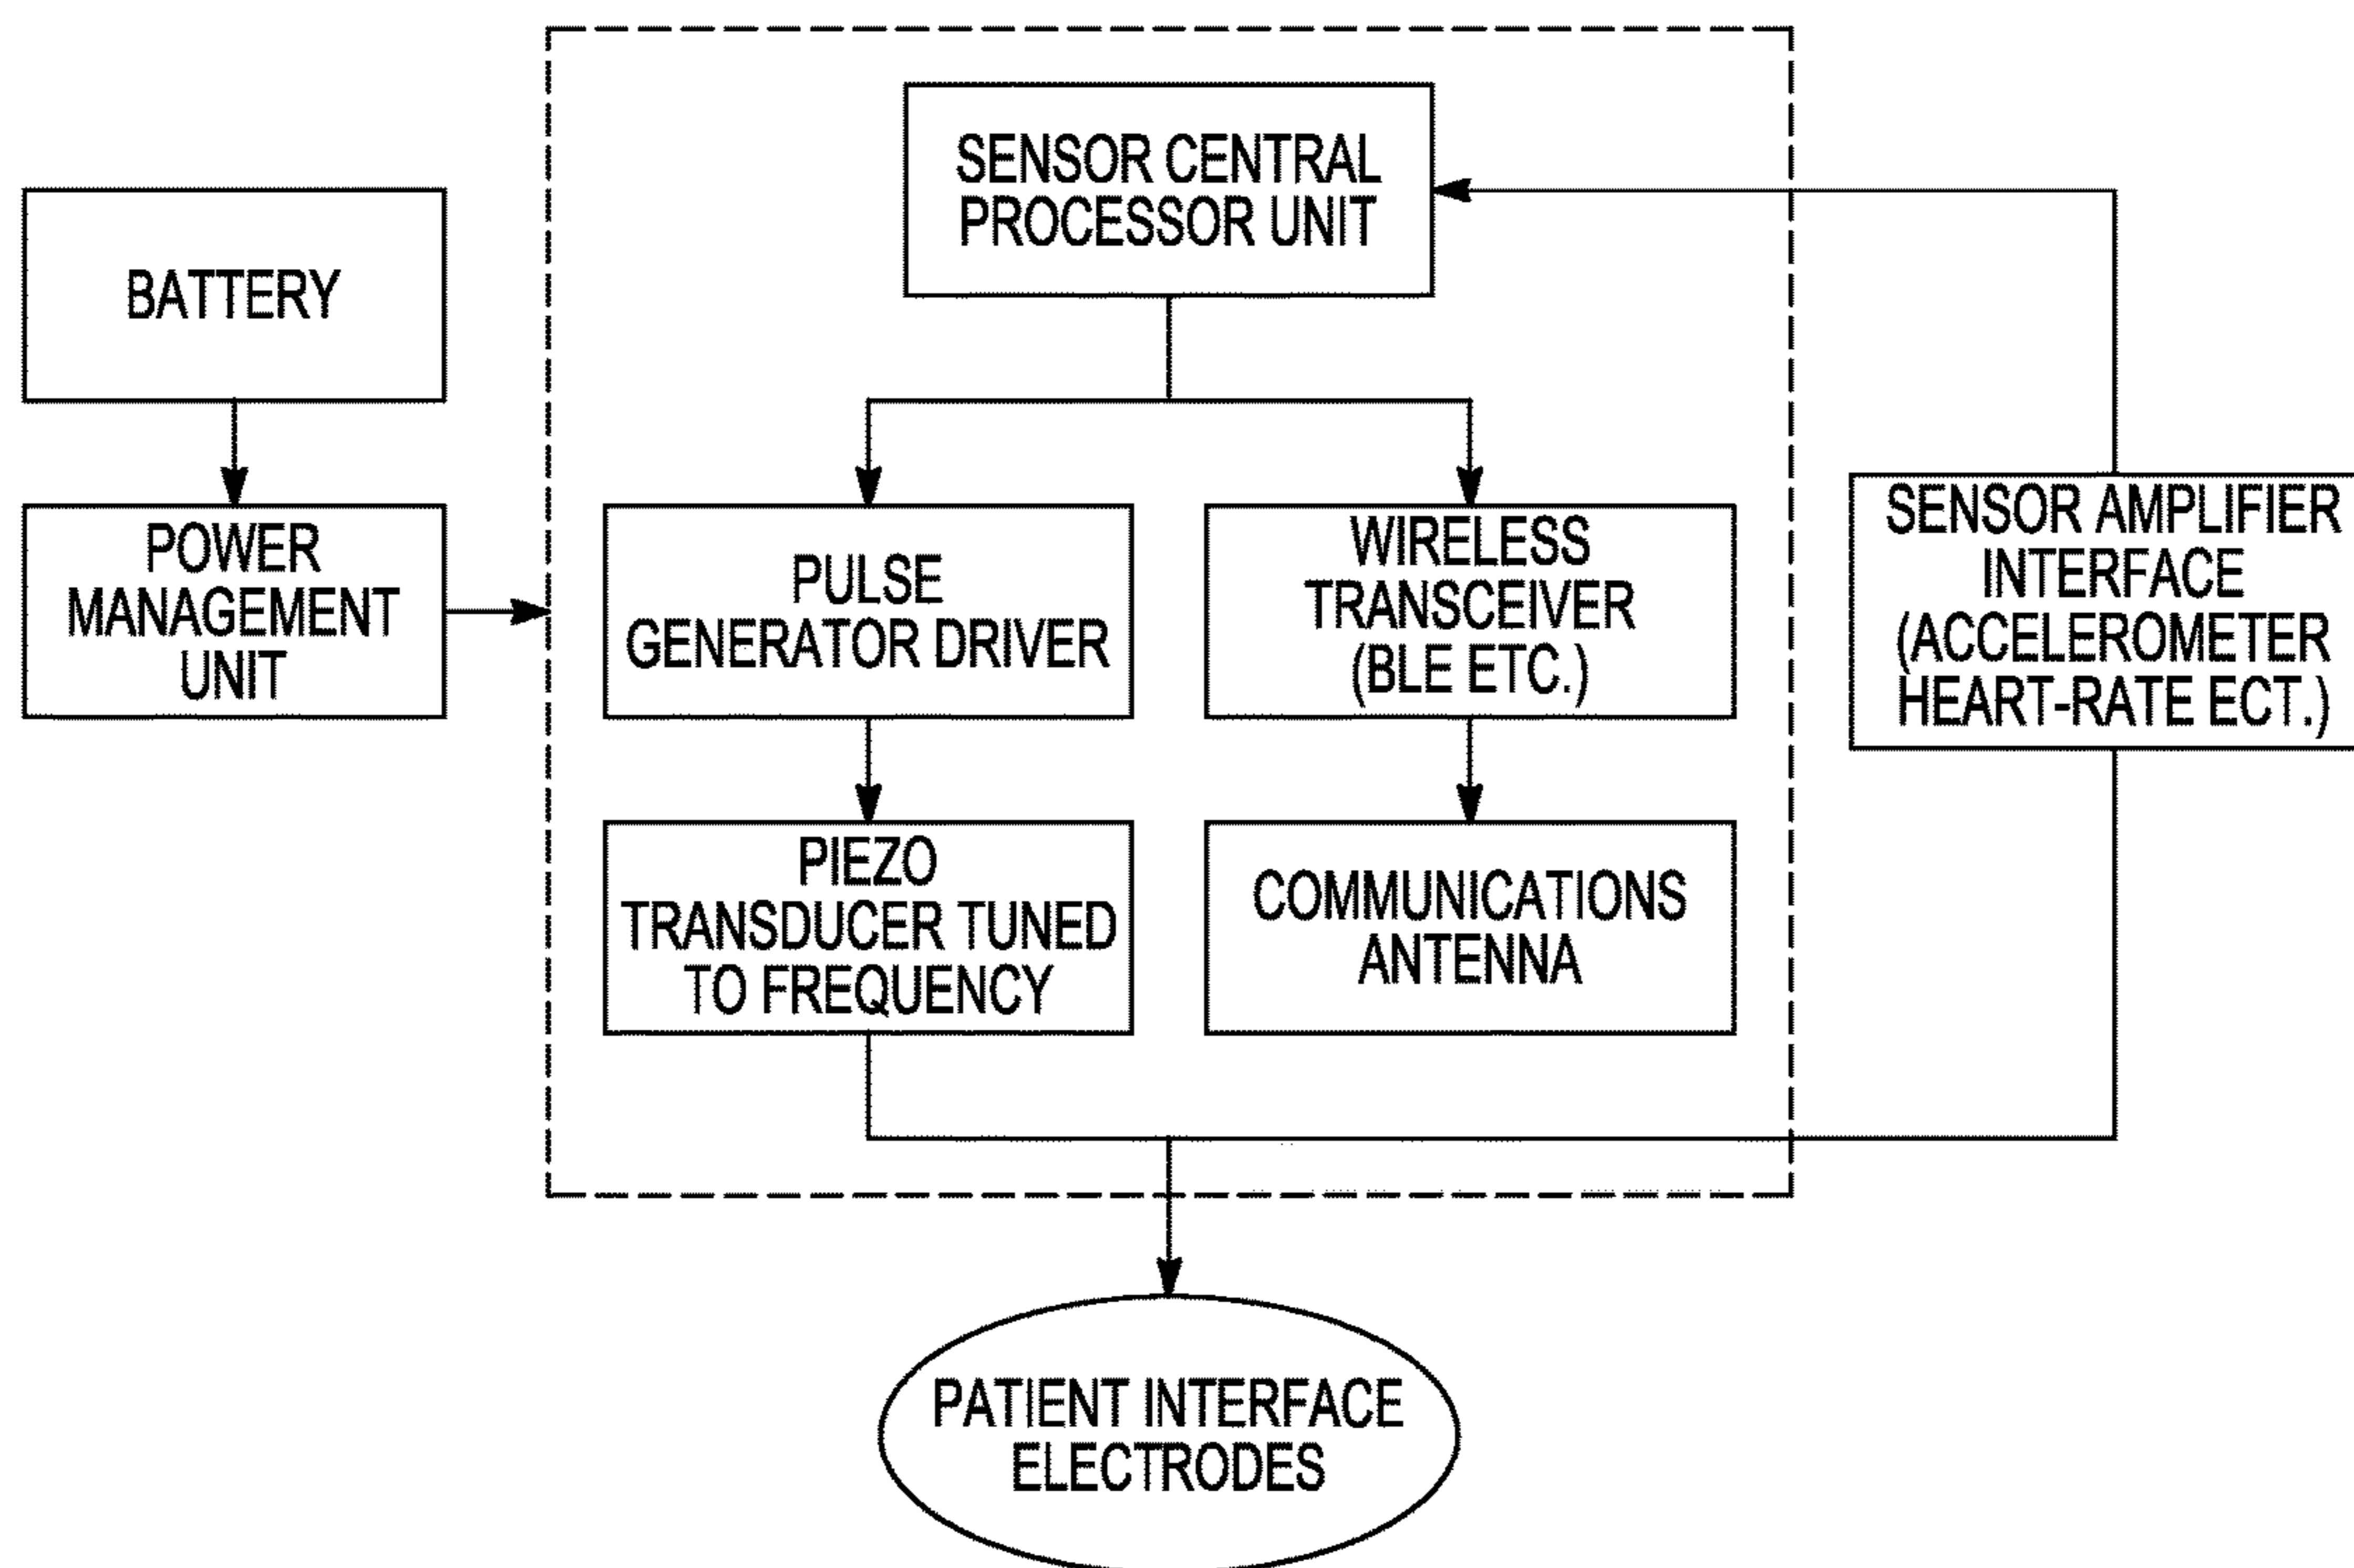 SENSOR CENTRAL
PROCESSOR UNIT
BATTERY
POWER
MANAGEMENT
UNIT
PULSE
GENERATOR DRIVER
WIRELESS
TRANSCEIVER
(BLE ETC.)
SENSOR AMPLIFIER
INTERFACE
(ACCELEROMETER
HEART-RATE ECT.)
PIEZO
TRANSDUCER TUNED
TO FREQUENCY
COMMUNICATIONS
ANTENNA
PATIENT INTERFACE
ELECTRODES